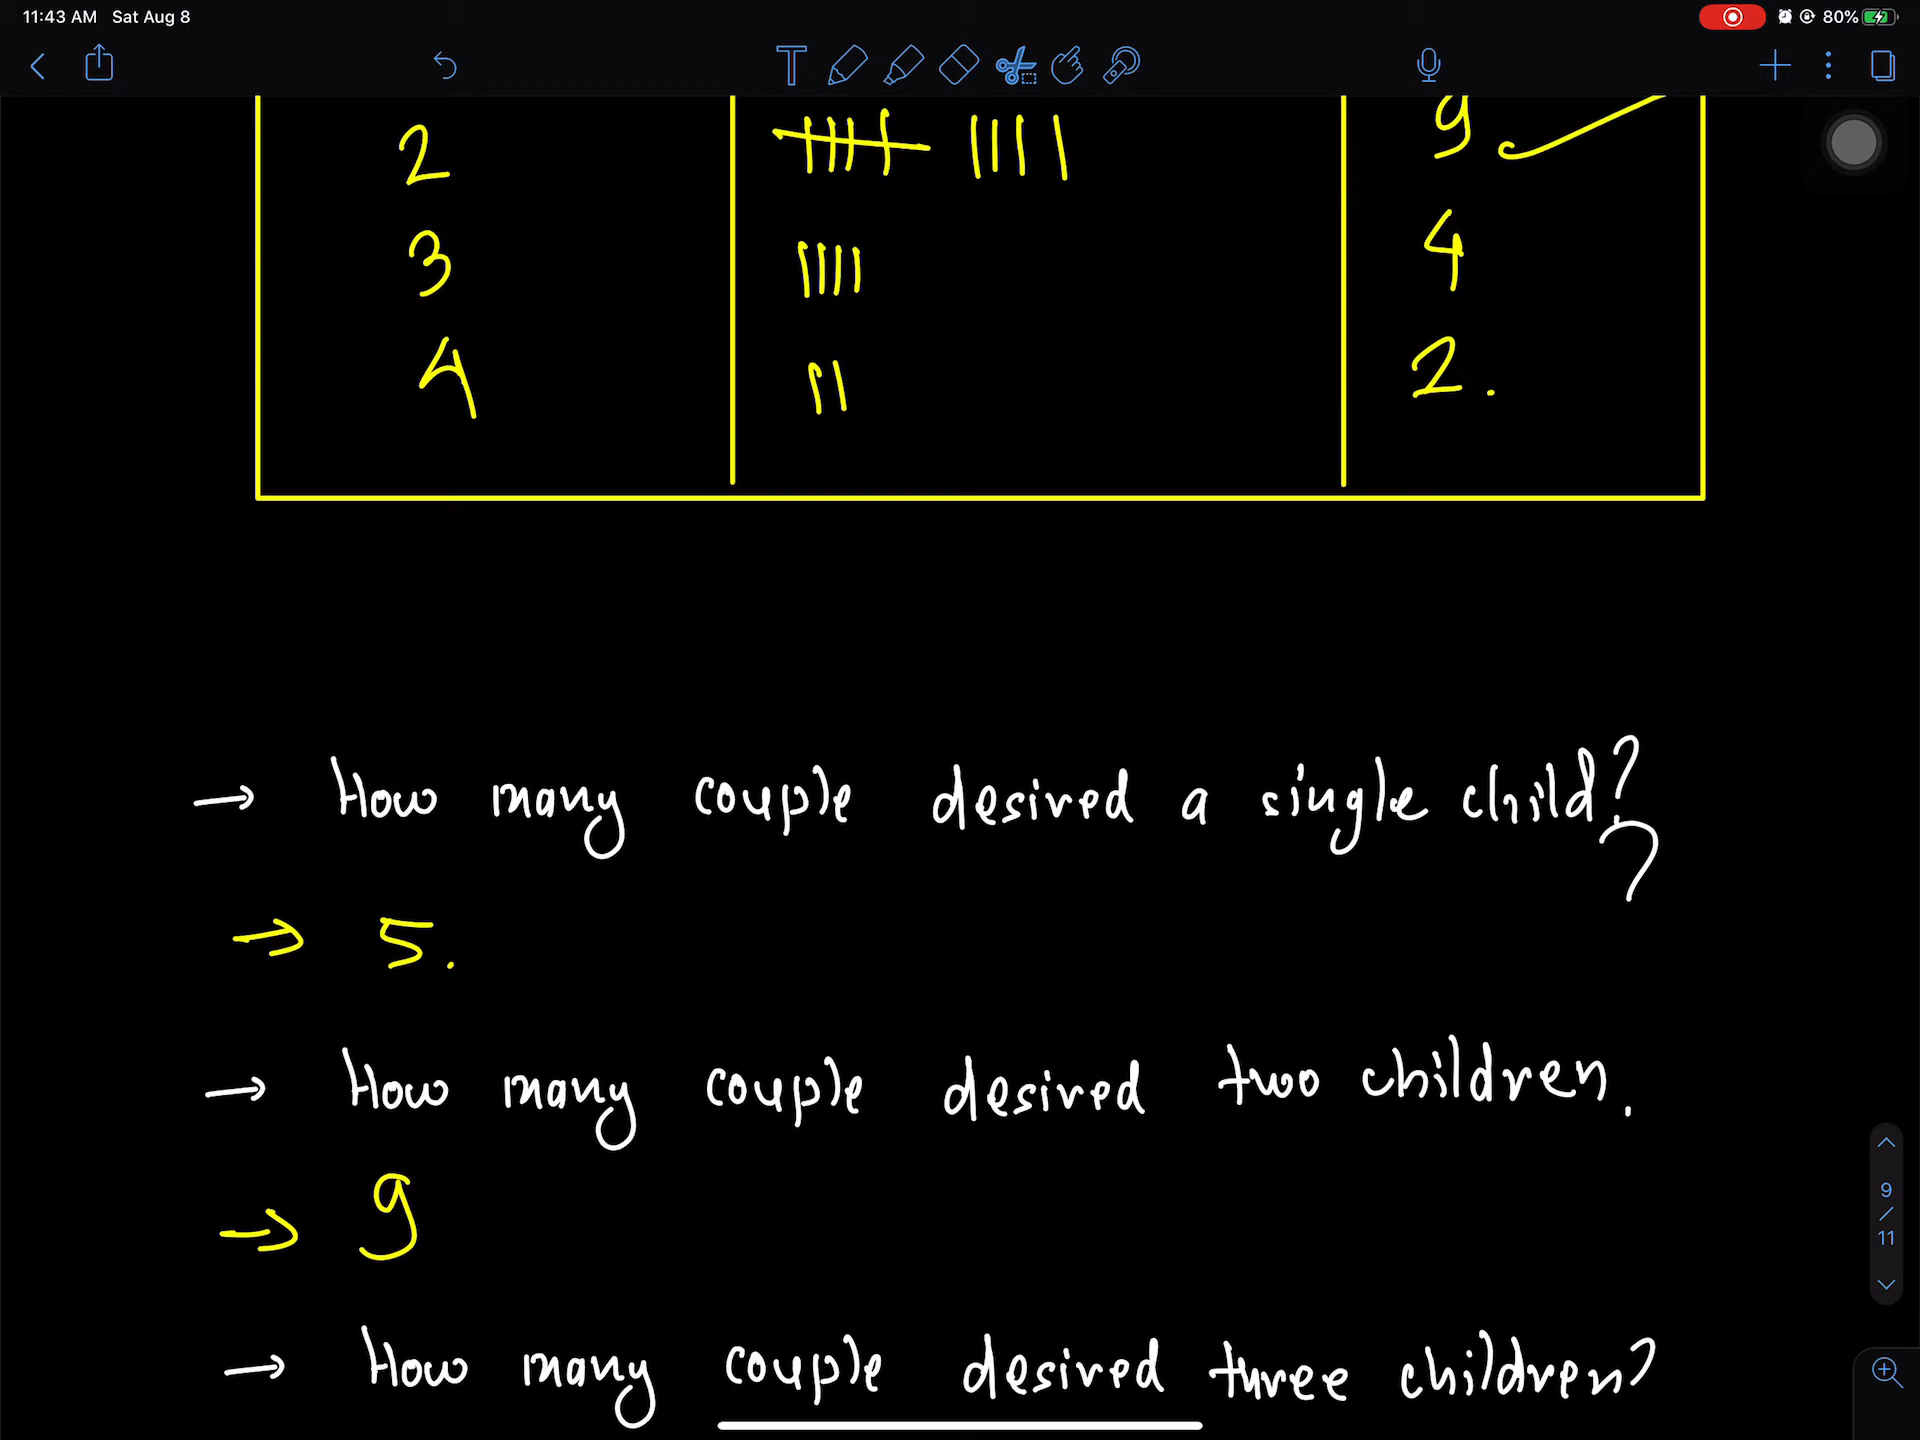 11:43 AM Sat Aug 8 80%
2 9
3 4
4 2.
→ How many couple desired a single child?
?
→ 5.
→ How many couple desired two children.
→ 9
→ How many couple desired three children?
9
/
11